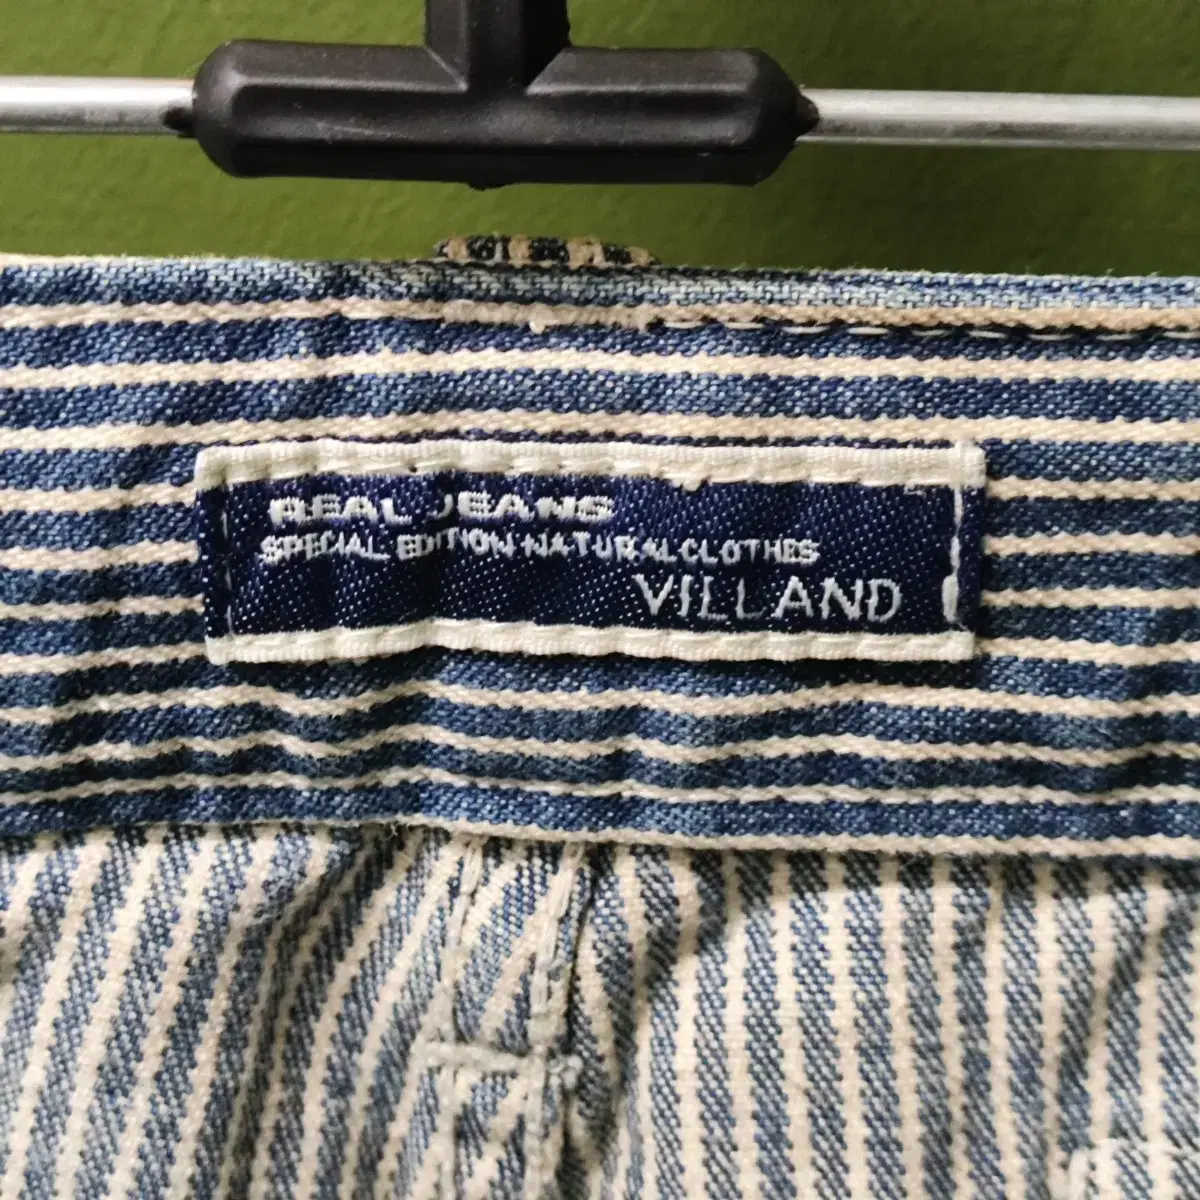 REAL JEANS
SPECIAL EDITION NATURAL CLOTHES
VILLAND